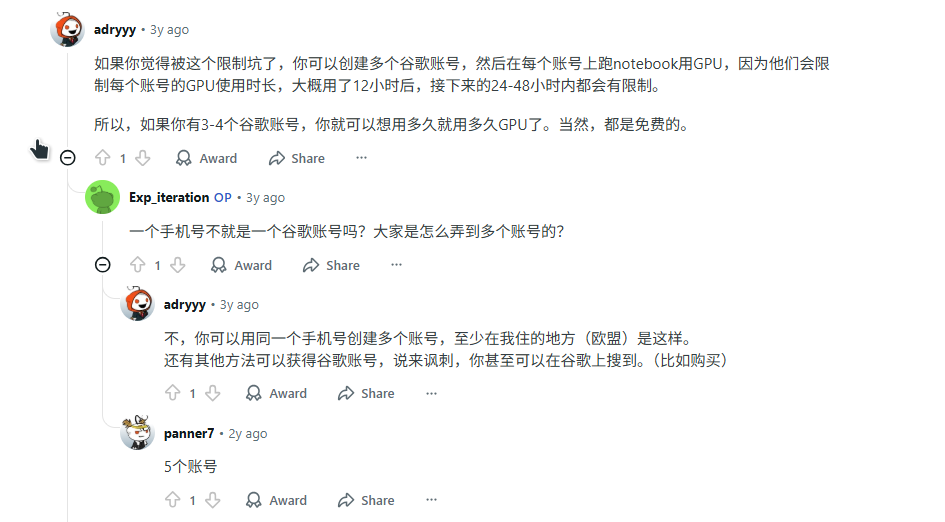 adryyy • 3y ago
如果你觉得被这个限制坑了，你可以创建多个谷歌账号，然后在每个账号上跑notebook用GPU，因为他们会限
制每个账号的GPU使用时长，大概用了12小时后，接下来的24-48小时内都会有限制。
所以，如果你有3-4个谷歌账号，你就可以想用多久就用多久GPU了。当然，都是免费的。
1 Award Share ...
Exp_iteration OP • 3y ago
一个手机号不就是一个谷歌账号吗？大家是怎么弄到多个账号的？
1 Award Share ...
adryyy • 3y ago
不，你可以用同一个手机号创建多个账号，至少在我住的地方（欧盟）是这样。
还有其他方法可以获得谷歌账号，说来讽刺，你甚至可以在谷歌上搜到。（比如购买）
1 Award Share ...
panner7 • 2y ago
5个账号
1 Award Share ...